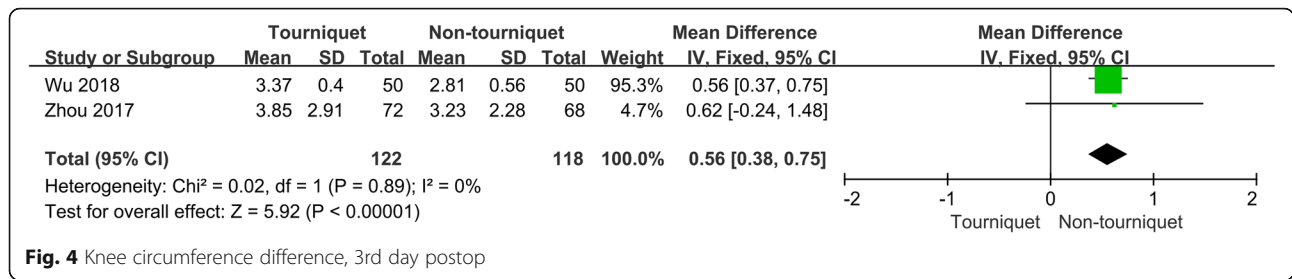 Tourniquet Non-tourniquet Mean Difference Mean Difference
Study or Subgroup Mean SD Total Mean SD Total Weight IV, Fixed, 95% CI IV, Fixed, 95% CI
Wu 2018 3.37 0.4 50 2.81 0.56 50 95.3% 0.56 [0.37, 0.75]
Zhou 2017 3.85 2.91 72 3.23 2.28 68 4.7% 0.62 [-0.24, 1.48]
Total (95% CI) 122 118 100.0% 0.56 [0.38, 0.75]
Heterogeneity: Chi² = 0.02, df = 1 (P = 0.89); I² = 0%
Test for overall effect: Z = 5.92 (P < 0.00001)
-2 -1 0 1 2
Tourniquet Non-tourniquet
Fig. 4 Knee circumference difference, 3rd day postop